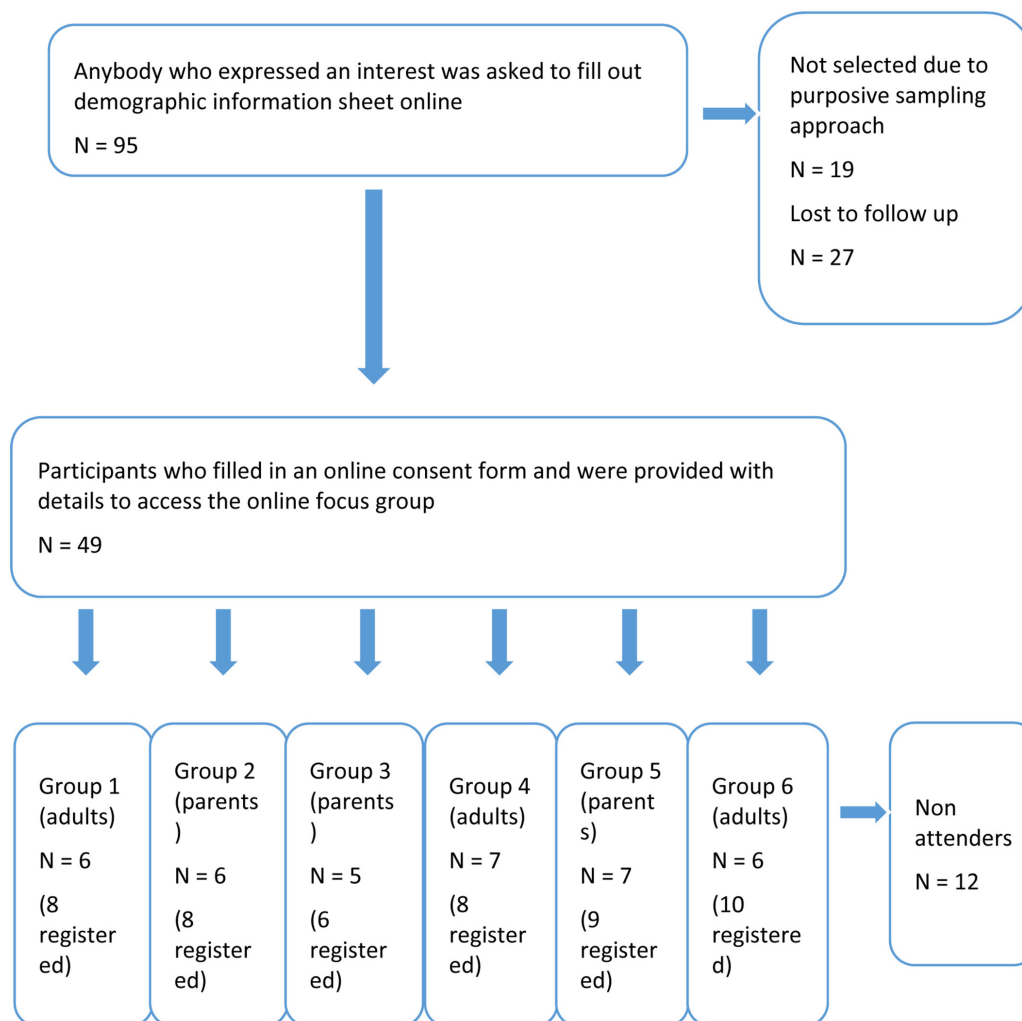 Anybody who expressed an interest was asked to fill out
demographic information sheet online
N = 95
Not selected due to
purposive sampling
approach
N = 19
Lost to follow up
N = 27
Participants who filled in an online consent form and were provided with
details to access the online focus group
N = 49
Group 1
(adults)
N = 6
(8
register
ed)
Group 2
(parents
)
N = 6
(8
register
ed)
Group 3
(parents
)
N = 5
(6
register
ed)
Group 4
(adults)
N = 7
(8
register
ed)
Group 5
(parent
s)
N = 7
(9
register
ed)
Group 6
(adults)
N = 6
(10
registere
d)
Non
attenders
N = 12